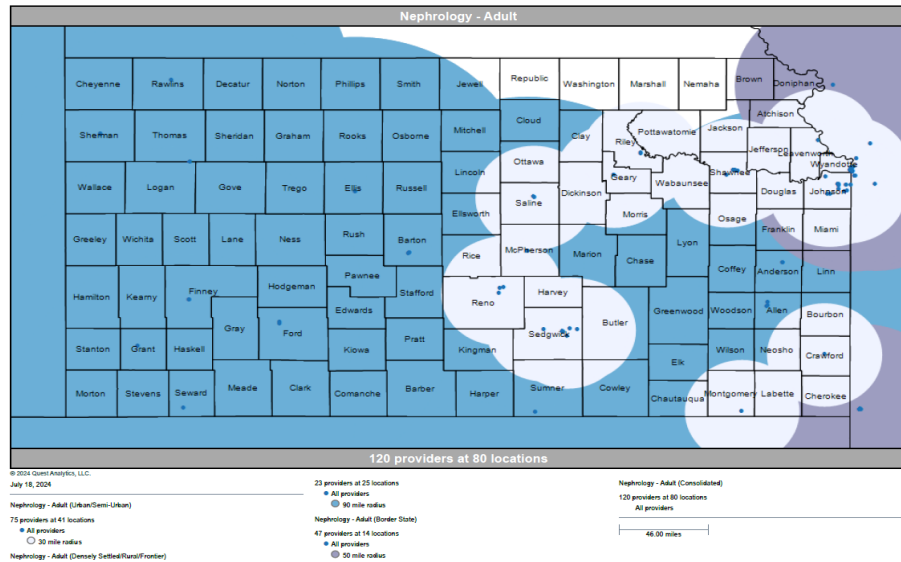 Nephrology - Adult
Cheyenne Rawlins Decatur Norton Phillips Smith Jewell Republic Washington Marshall Nemaha Brown Doniphan
Sherman Thomas Sheridan Graham Rooks Osborne Mitchell Cloud Clay Riley Pottawatomie Jackson Atchison
Jefferson Leavenworth
Wallace Logan Gove Trego Ellis Russell Lincoln Ottawa Saline Dickinson Geary Wabaunsee Shawnee Douglas Wyandotte Johnson
Morris Osage Franklin Miami
Greeley Wichita Scott Lane Ness Rush Barton Ellsworth Rice McPherson Marion Chase Lyon Coffey Anderson Linn
Hamilton Kearny Finney Hodgeman Pawnee Stafford Reno Harvey
Gray Ford Edwards Sedgwick Butler Greenwood Woodson Allen Bourbon
Stanton Grant Haskell Kiowa Pratt Kingman Elk Wilson Neosho Crawford
Morton Stevens Seward Meade Clark Comanche Barber Harper Sumner Cowley Chautauqua Montgomery Labette Cherokee
120 providers at 80 locations
© 2024 Quest Analytics, LLC.
July 18, 2024
Nephrology - Adult (Urban/Semi-Urban)
75 providers at 41 locations
All providers
30 mile radius
Nephrology - Adult (Densely Settled/Rural/Frontier)
23 providers at 25 locations
All providers
90 mile radius
Nephrology - Adult (Border State)
47 providers at 14 locations
All providers
50 mile radius
Nephrology - Adult (Consolidated)
120 providers at 80 locations
All providers
46.00 miles